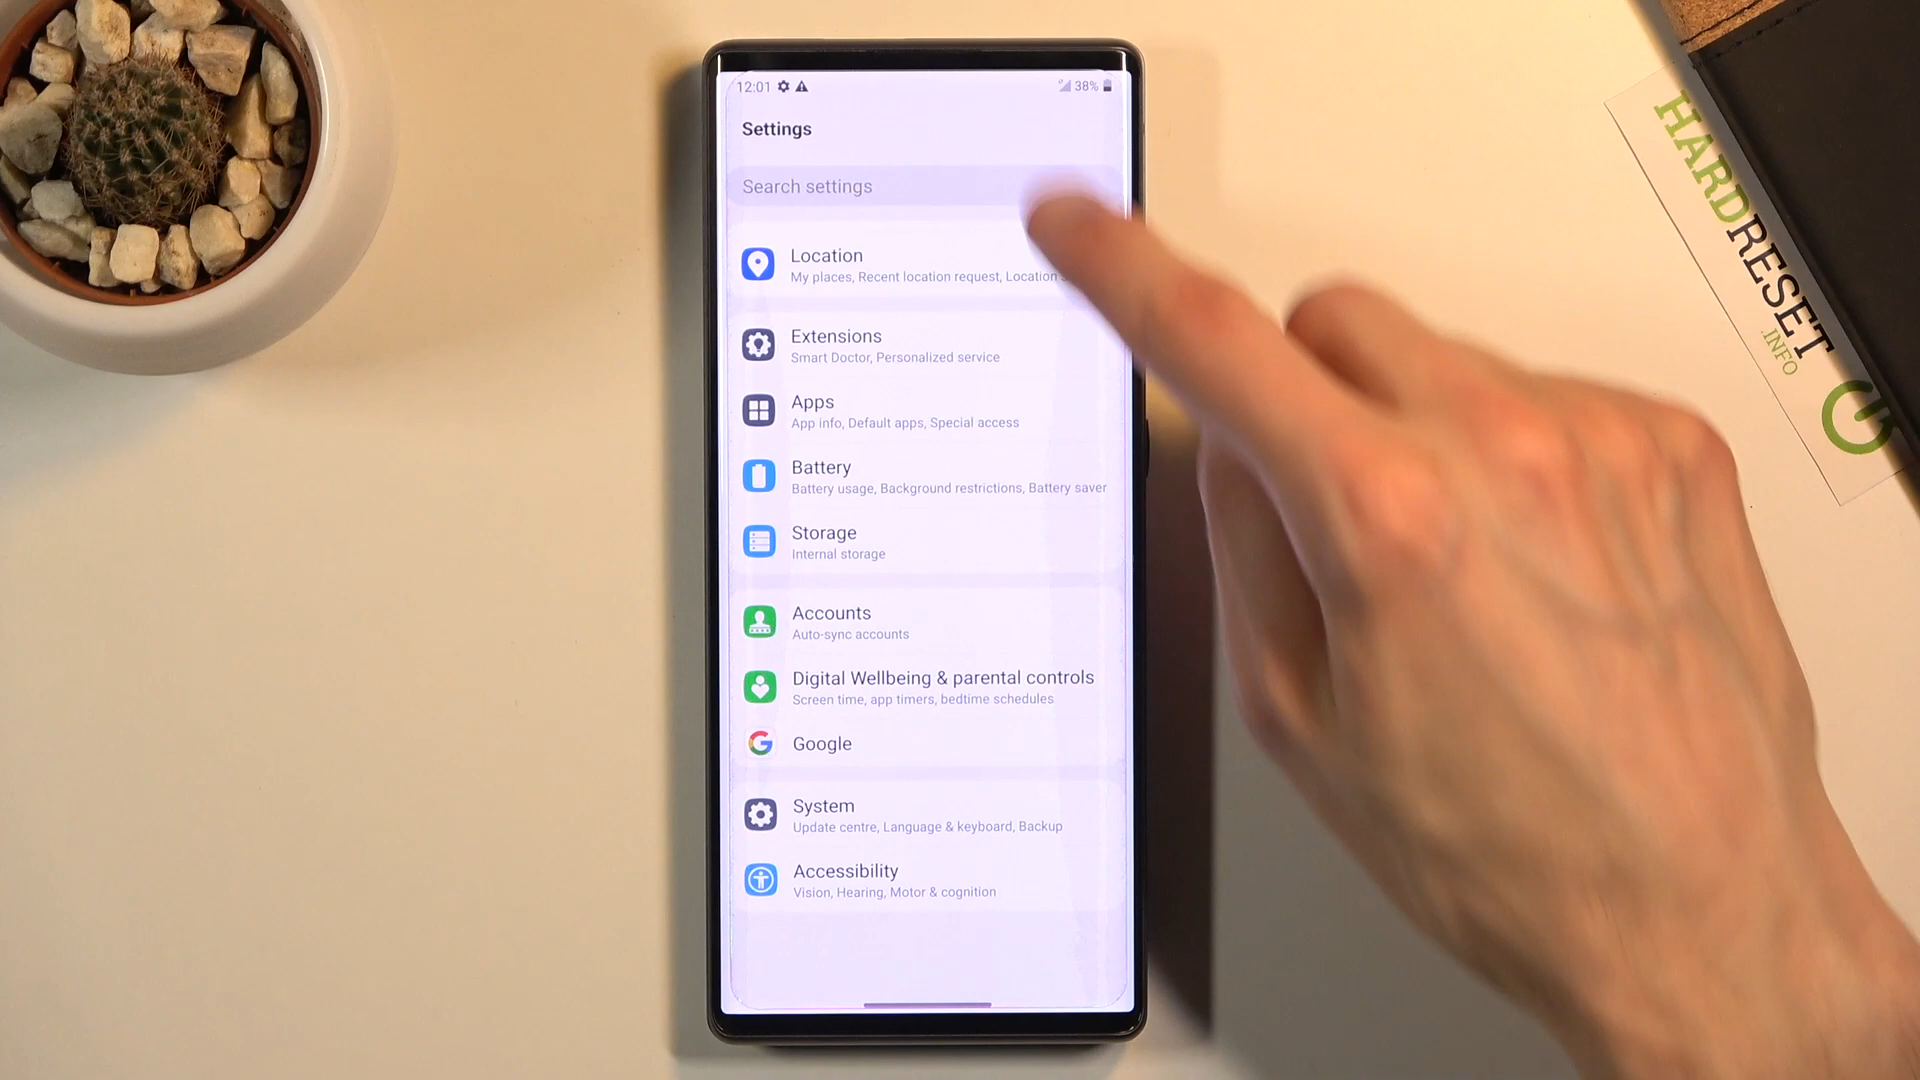 12:01
38%
Settings
Search settings
Location
My places, Recent location request, Location
Extensions
Smart Doctor, Personalized service
Apps
App info, Default apps, Special access
Battery
Battery usage, Background restrictions, Battery saver
Storage
Internal storage
Accounts
Auto-sync accounts
Digital Wellbeing & parental controls
Screen time, app timers, bedtime schedules
Google
System
Update centre, Language & keyboard, Backup
Accessibility
Vision, Hearing, Motor & cognition
HARDRESET
.INFO